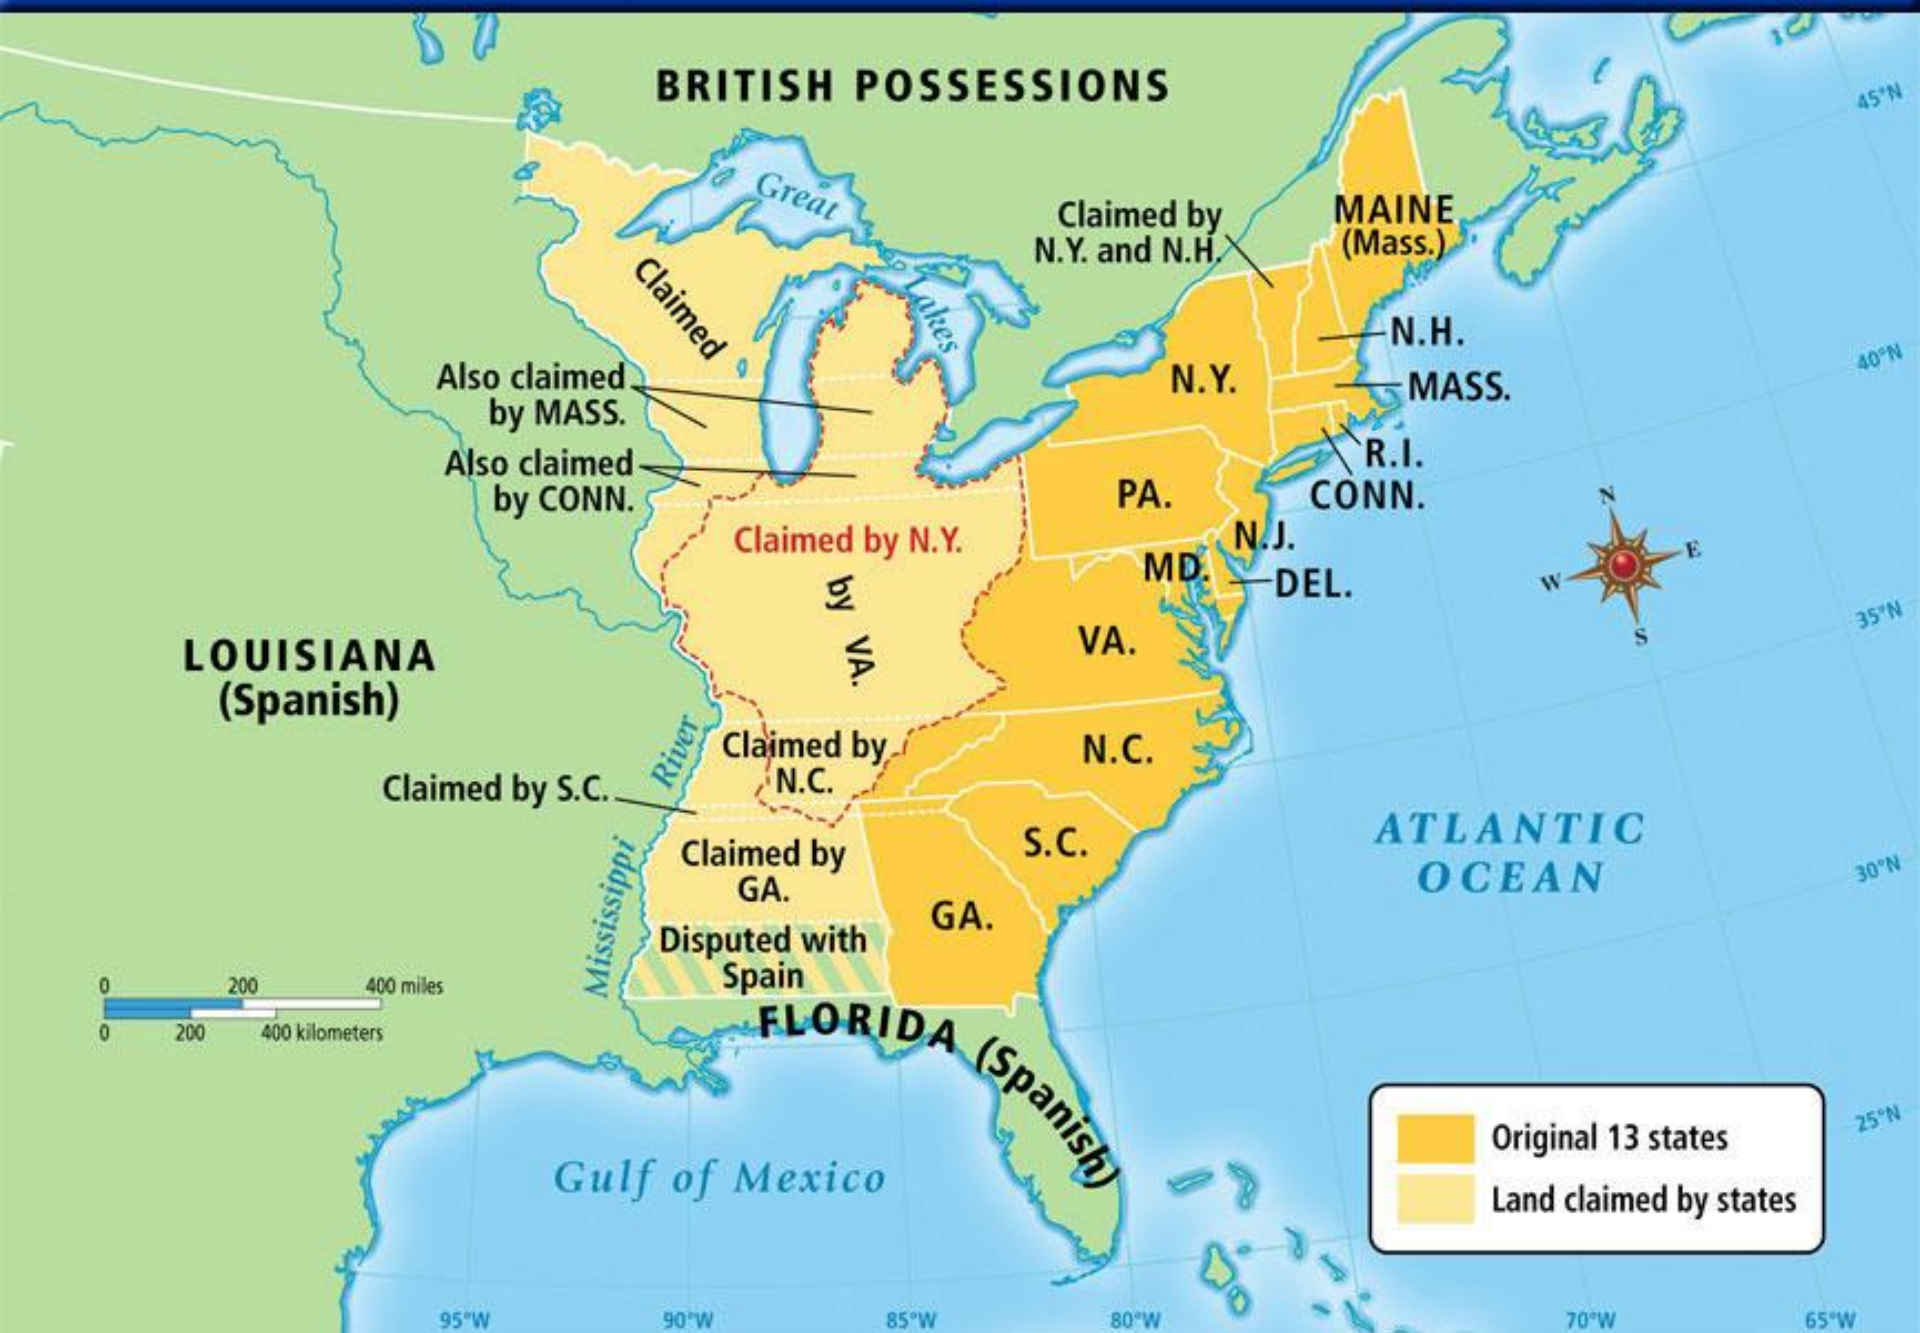 BRITISH POSSESSIONS
45°N
Great
Lakes
Claimed by
N.Y. and N.H.
MAINE
(Mass.)
Claimed
N.H.
40°N
Also claimed
by MASS.
N.Y.
MASS.
Also claimed
by CONN.
R.I.
CONN.
PA.
Claimed by N.Y.
N.J.
MD.
DEL.
by VA.
N
E
W
S
35°N
VA.
LOUISIANA
(Spanish)
Claimed by
N.C.
N.C.
Claimed by S.C.
Mississippi River
S.C.
ATLANTIC
OCEAN
30°N
Claimed by
GA.
GA.
Disputed with
Spain
0 200 400 miles
0 200 400 kilometers
FLORIDA (Spanish)
Gulf of Mexico
Original 13 states
Land claimed by states
25°N
95°W 90°W 85°W 80°W 70°W 65°W